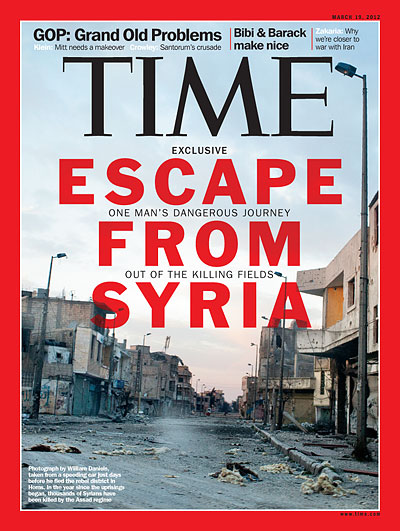 MARCH 19, 2012
GOP: Grand Old Problems
Klein: Mitt needs a makeover Crowley: Santorum's crusade
Bibi & Barack
make nice
Zakaria: Why
we're closer to
war with Iran
TIME
EXCLUSIVE
ESCAPE
ONE MAN'S DANGEROUS JOURNEY
FROM
OUT OF THE KILLING FIELDS
SYRIA
Photograph by William Daniels,
taken from a speeding car just days
before he fled the rebel district in
Homs. In the year since the uprisings
began, thousands of Syrians have
been killed by the Assad regime
www.time.com